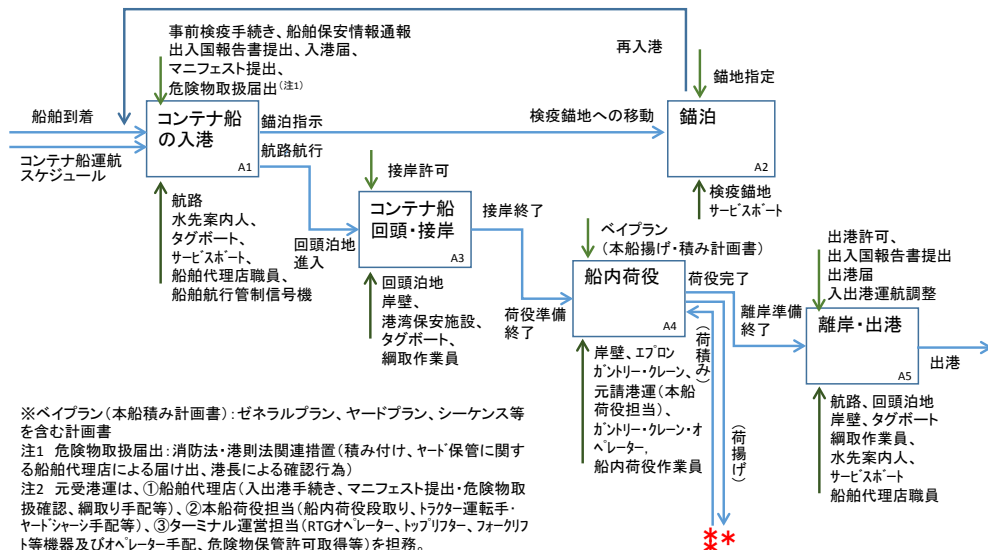 事前検疫手続き、船舶保安情報通報
出入国報告書提出、入港届、
マニフェスト提出、
危険物取扱届出(注1)
再入港
錨地指定
船舶到着
コンテナ船運航
スケジュール
コンテナ船
の入港
A1
錨泊指示
検疫錨地への移動
航路航行
錨泊
A2
検疫錨地
サービスボート
航路
水先案内人、
タグボート、
サービスボート、
船舶代理店職員、
船舶航行管制信号機
接岸許可
回頭泊地
進入
コンテナ船
回頭・接岸
A3
接岸終了
回頭泊地
岸壁、
港湾保安施設、
タグボート、
綱取作業員
荷役準備
終了
ベイプラン
(本船揚げ・積み計画書)
船内荷役
A4
荷役完了
離岸準備
終了
(荷積み)
(荷揚げ)
岸壁、エプロン
ガントリー・クレーン、
元請港運(本船
荷役担当)、
ガントリー・クレーン・オ
ペレーター,
船内荷役作業員
出港許可、
出入国報告書提出
出港届
入出港運航調整
離岸・出港
A5
出港
航路、回頭泊地
岸壁、タグボート
綱取作業員、
水先案内人、
サービスボート
船舶代理店職員
※ベイプラン(本船積み計画書):ゼネラルプラン、ヤードプラン、シーケンス等
を含む計画書
注1 危険物取扱届出:消防法・港則法関連措置(積み付け、ヤード保管に関す
る船舶代理店による届け出、港長による確認行為)
注2 元受港運は、①船舶代理店(入出港手続き、マニフェスト提出・危険物取
扱確認、綱取り手配等)、②本船荷役担当(船内荷役段取り、トラクター運転手・
ヤードシャーシ手配等)、③ターミナル運営担当(RTGオペレーター、トップリフター、フォークリフ
ト等機器及びオペレーター手配、危険物保管許可取得等)を担務。